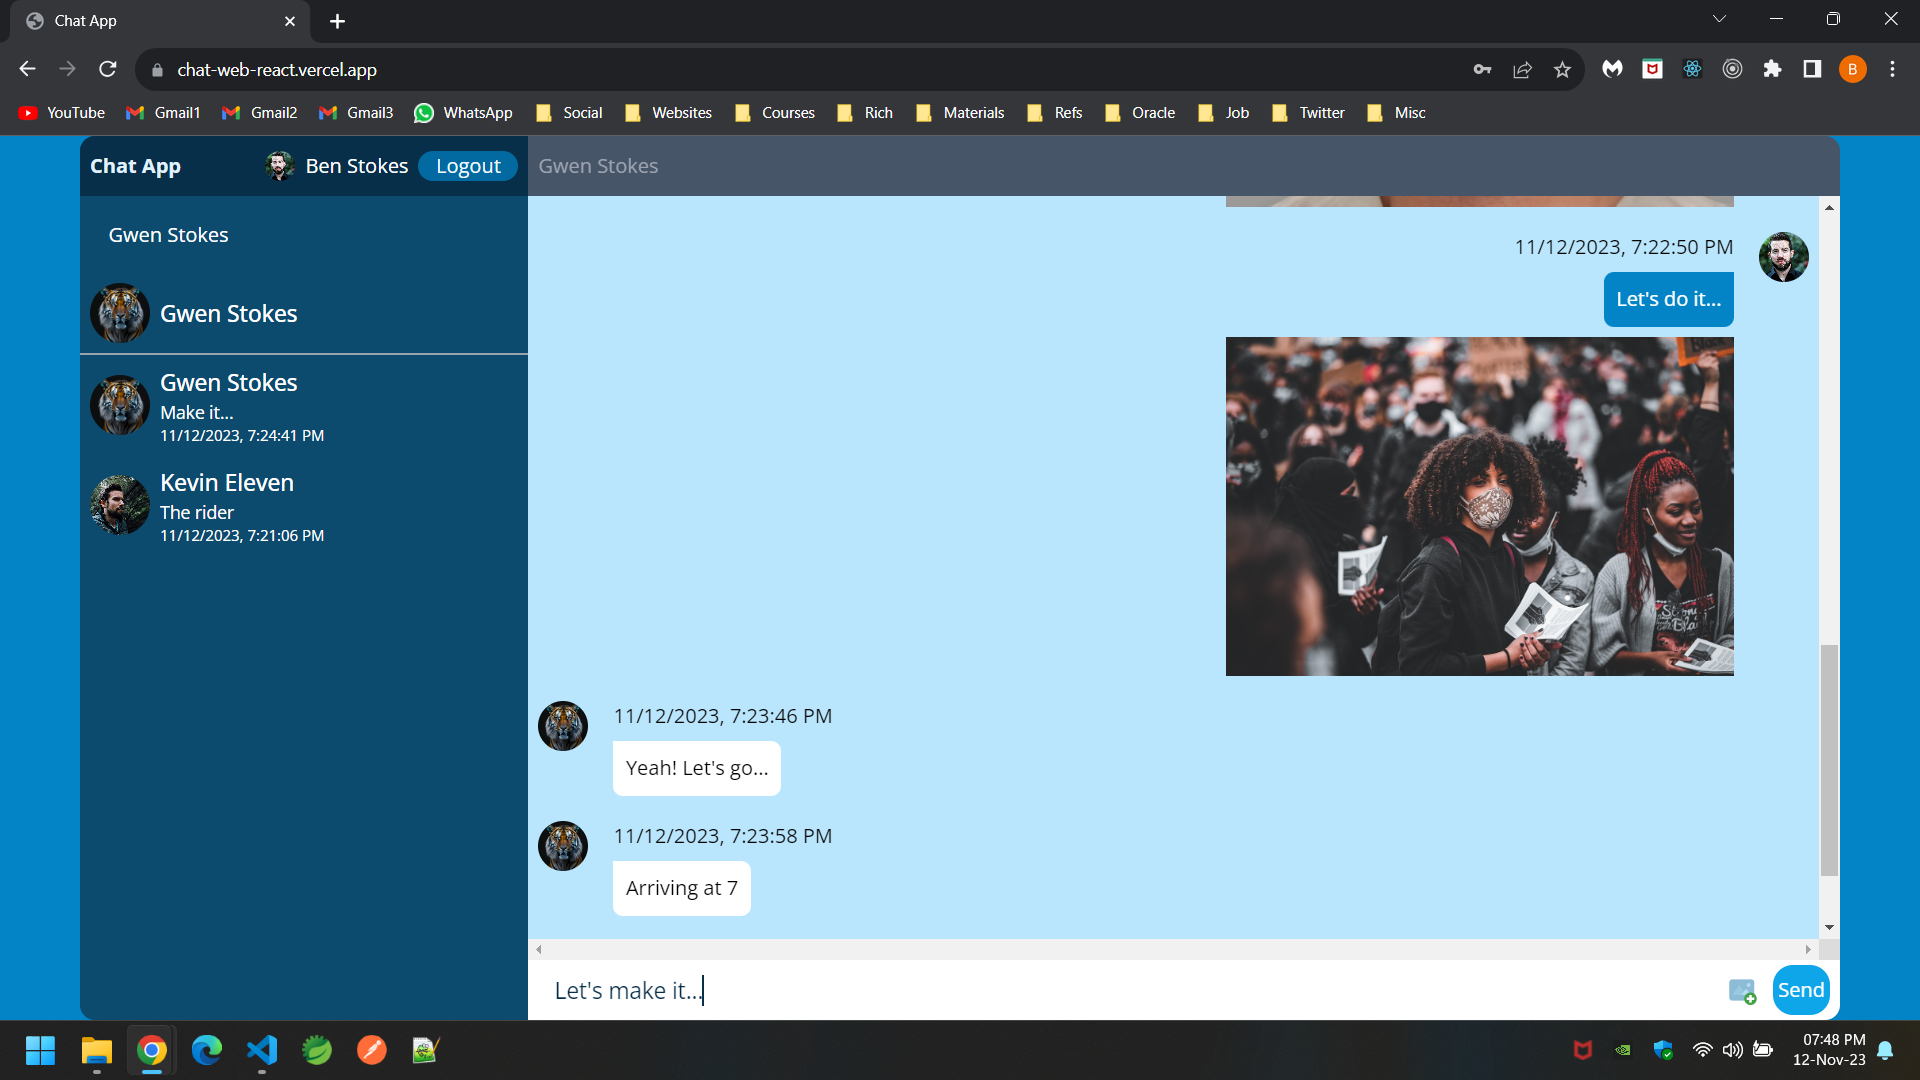 Chat App
chat-web-react.vercel.app
B
YouTube Gmail1 Gmail2 Gmail3 WhatsApp Social Websites Courses Rich Materials Refs Oracle Job Twitter Misc
Chat App Ben Stokes Logout
Gwen Stokes
Gwen Stokes
Gwen Stokes
Gwen Stokes
Make it...
11/12/2023, 7:24:41 PM
Kevin Eleven
The rider
11/12/2023, 7:21:06 PM
11/12/2023, 7:22:50 PM
Let's do it...
11/12/2023, 7:23:46 PM
Yeah! Let's go...
11/12/2023, 7:23:58 PM
Arriving at 7
Let's make it...
Send
07:48 PM
12-Nov-23